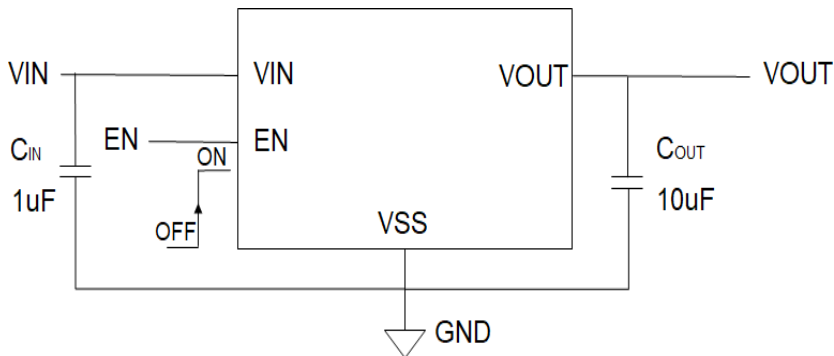 VIN VIN VOUT VOUT
EN EN
ON
OFF
CIN
1uF
COUT
10uF
VSS
GND